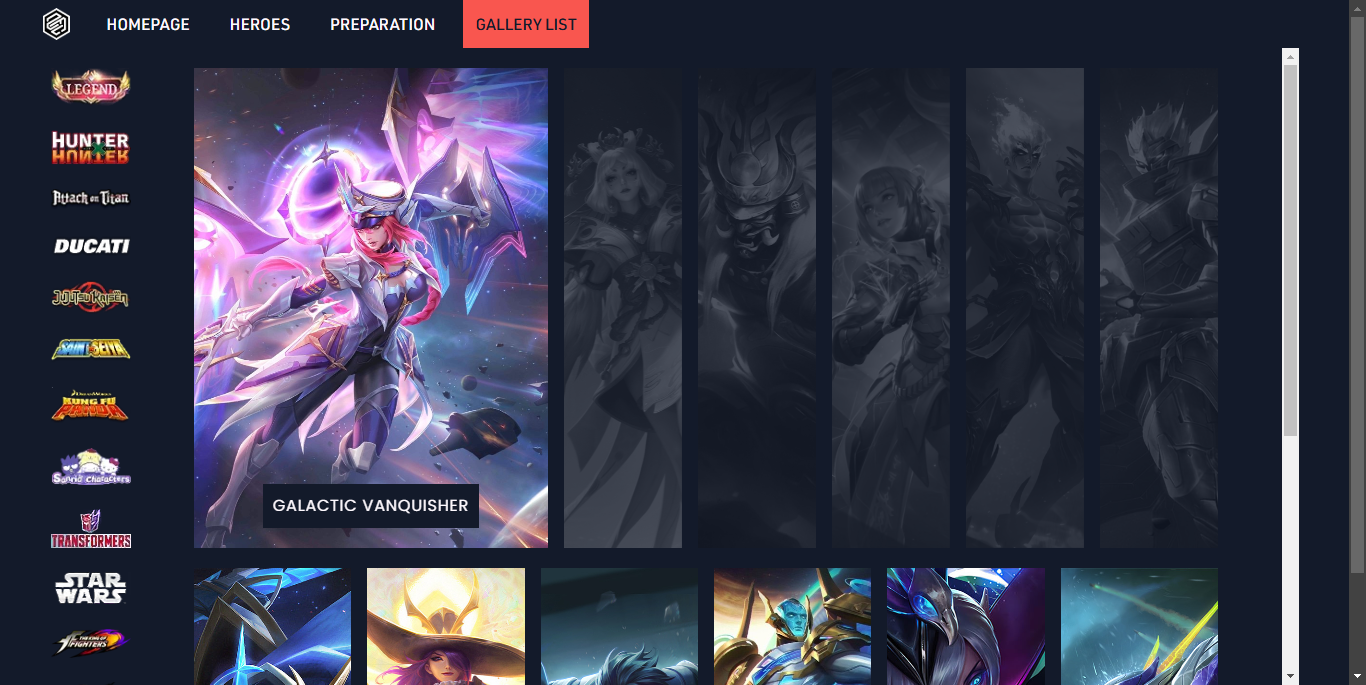 HOMEPAGE
HEROES
PREPARATION
GALLERY LIST
LEGEND
HUNTER
HUNTER
Attack on Titan
DUCATI
JUJUTSU KAISEN
SAINT SEIYA
DREAMWORKS
KUNG FU
PANDA
Sanrio Characters
TRANSFORMERS
STAR
WARS
THE KING OF
FIGHTERS
GALACTIC VANQUISHER